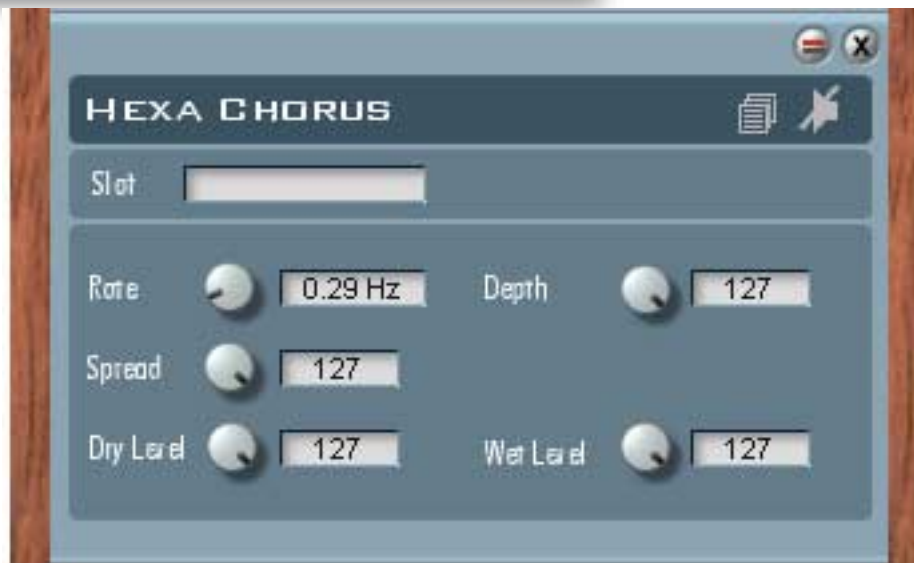 HEXA CHORUS
Slot
Rate 0.29 Hz Depth 127
Spread 127
Dry Level 127 Wet Level 127